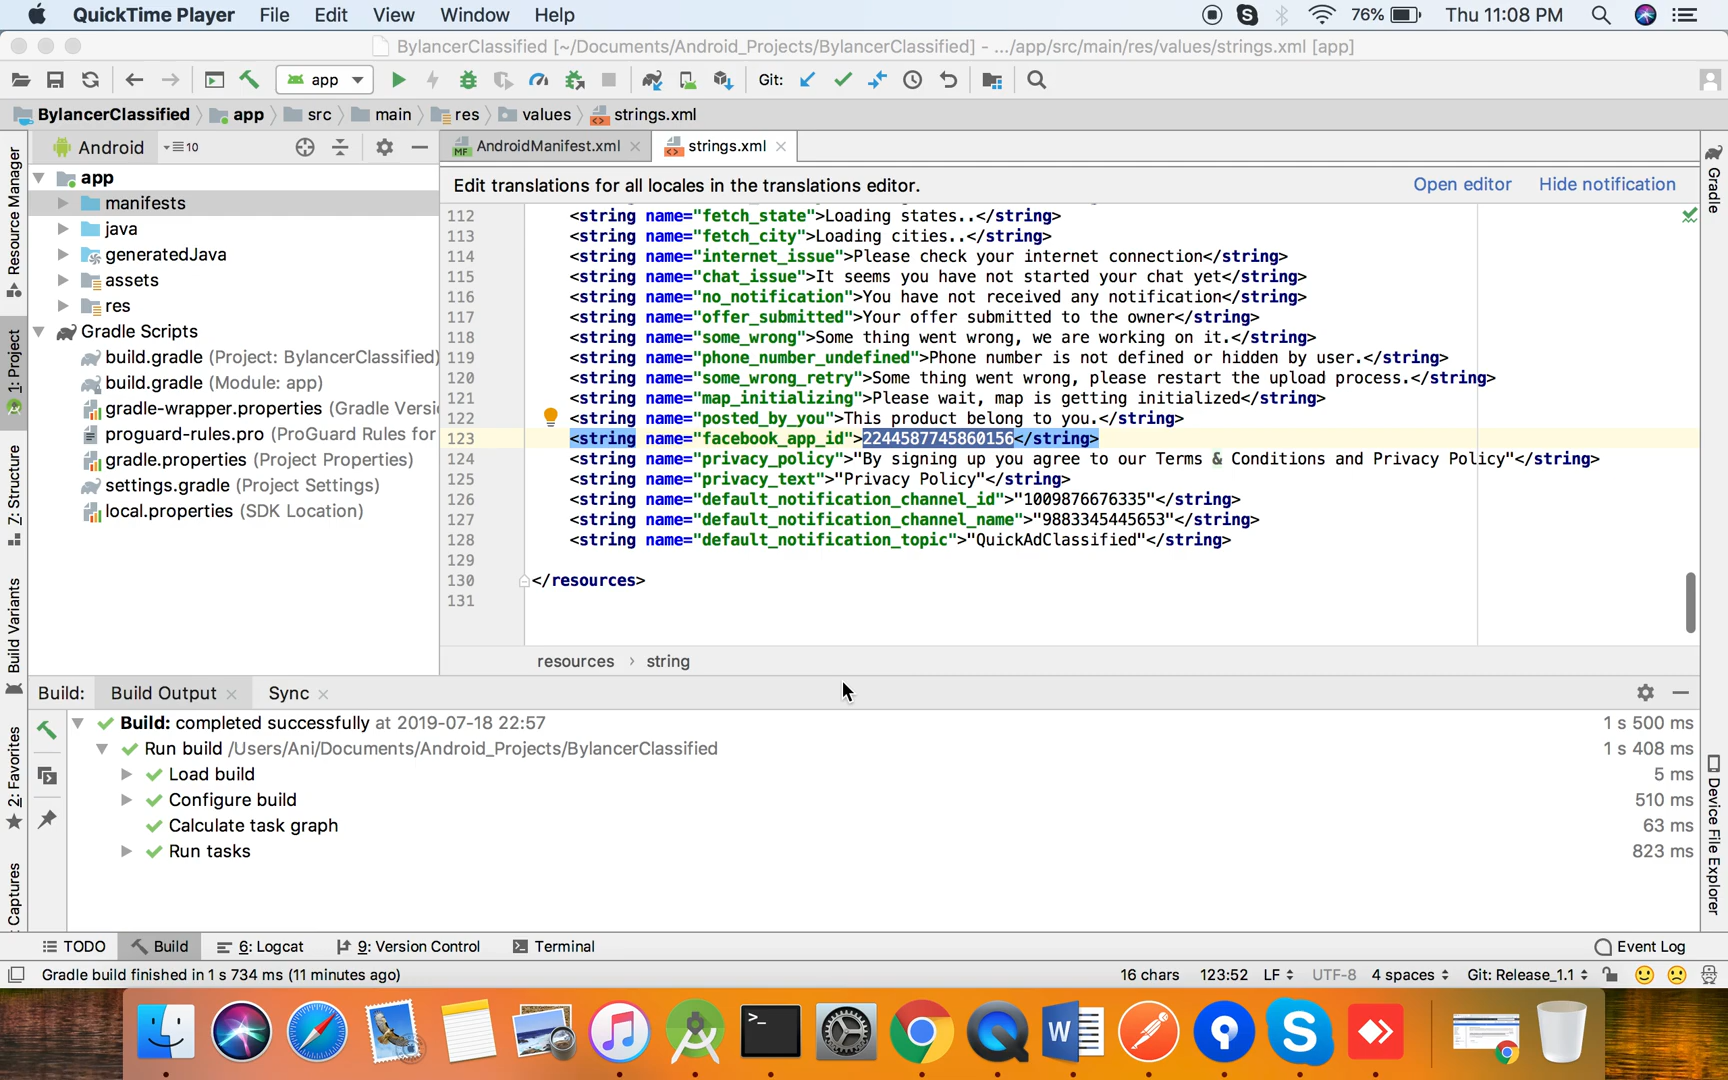 QuickTime Player File Edit View Window Help 76% Thu 11:08 PM
BylancerClassified [~/Documents/Android_Projects/BylancerClassified] - .../app/src/main/res/values/strings.xml [app]
app Git:
BylancerClassified app src main res values strings.xml
Android 10 AndroidManifest.xml strings.xml
Edit translations for all locales in the translations editor. Open editor Hide notification
app
manifests
java
generatedJava
assets
res
Gradle Scripts
build.gradle (Project: BylancerClassified)
build.gradle (Module: app)
gradle-wrapper.properties (Gradle Versi
proguard-rules.pro (ProGuard Rules for
gradle.properties (Project Properties)
settings.gradle (Project Settings)
local.properties (SDK Location)
112 <string name="fetch_state">Loading states..</string>
113 <string name="fetch_city">Loading cities..</string>
114 <string name="internet_issue">Please check your internet connection</string>
115 <string name="chat_issue">It seems you have not started your chat yet</string>
116 <string name="no_notification">You have not received any notification</string>
117 <string name="offer_submitted">Your offer submitted to the owner</string>
118 <string name="some_wrong">Some thing went wrong, we are working on it.</string>
119 <string name="phone_number_undefined">Phone number is not defined or hidden by user.</string>
120 <string name="some_wrong_retry">Some thing went wrong, please restart the upload process.</string>
121 <string name="map_initializing">Please wait, map is getting initialized</string>
122 <string name="posted_by_you">This product belong to you.</string>
123 <string name="facebook_app_id">2244587745860156</string>
124 <string name="privacy_policy">"By signing up you agree to our Terms & Conditions and Privacy Policy"</string>
125 <string name="privacy_text">"Privacy Policy"</string>
126 <string name="default_notification_channel_id">"1009876676335"</string>
127 <string name="default_notification_channel_name">"9883345445653"</string>
128 <string name="default_notification_topic">"QuickAdClassified"</string>
129
130 </resources>
131
resources › string
Resource Manager
1: Project
7: Structure
Build Variants
2: Favorites
Captures
Gradle
Device File Explorer
Build: Build Output Sync
Build: completed successfully at 2019-07-18 22:57 1 s 500 ms
Run build /Users/Ani/Documents/Android_Projects/BylancerClassified 1 s 408 ms
Load build 5 ms
Configure build 510 ms
Calculate task graph 63 ms
Run tasks 823 ms
TODO Build 6: Logcat 9: Version Control Terminal Event Log
Gradle build finished in 1 s 734 ms (11 minutes ago) 16 chars 123:52 LF UTF-8 4 spaces Git: Release_1.1